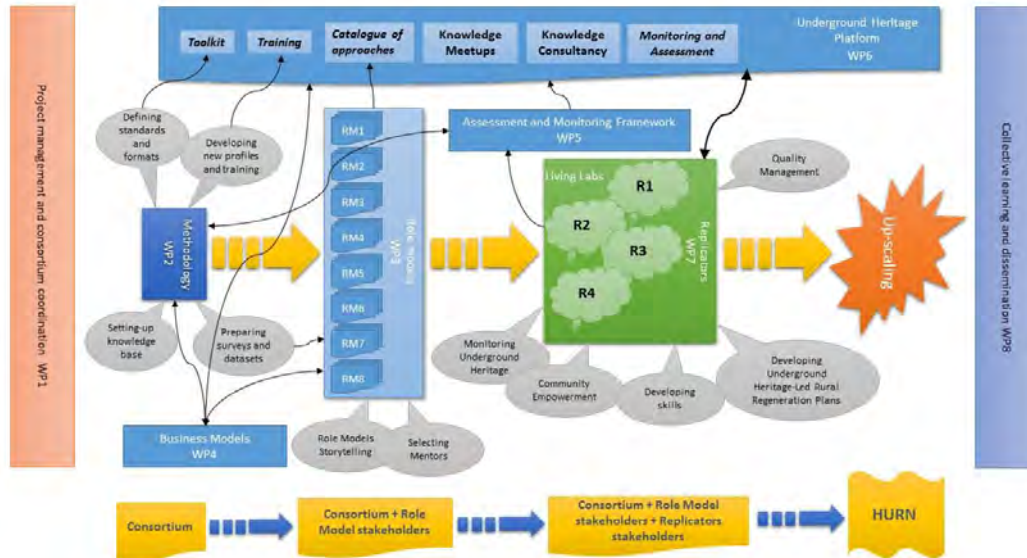 Project management and consortium coordination WP1
Underground Heritage
Platform
WP6
Toolkit
Training
Catalogue of
approaches
Knowledge
Meetups
Knowledge
Consultancy
Monitoring and
Assessment
Defining
standards
and
formats
Developing
new profiles
and training
RM1
RM2
RM3
RM4
RM5
RM6
RM7
RM8
Role Models
WP3
Assessment and Monitoring Framework
WP5
Living Labs
R1
R2
R3
R4
Replicators
WP7
Quality
Management
Methodology
WP2
Up-scaling
Setting-up
knowledge
base
Preparing
surveys and
datasets
Monitoring
Underground
Heritage
Community
Empowerment
Developing
skills
Developing
Underground
Heritage-Led Rural
Regeneration Plans
Business Models
WP4
Role Models
Storytelling
Selecting
Mentors
Collective learning and dissemination WP8
Consortium
Consortium + Role
Model stakeholders
Consortium + Role Model
stakeholders + Replicators
stakeholders
HURN